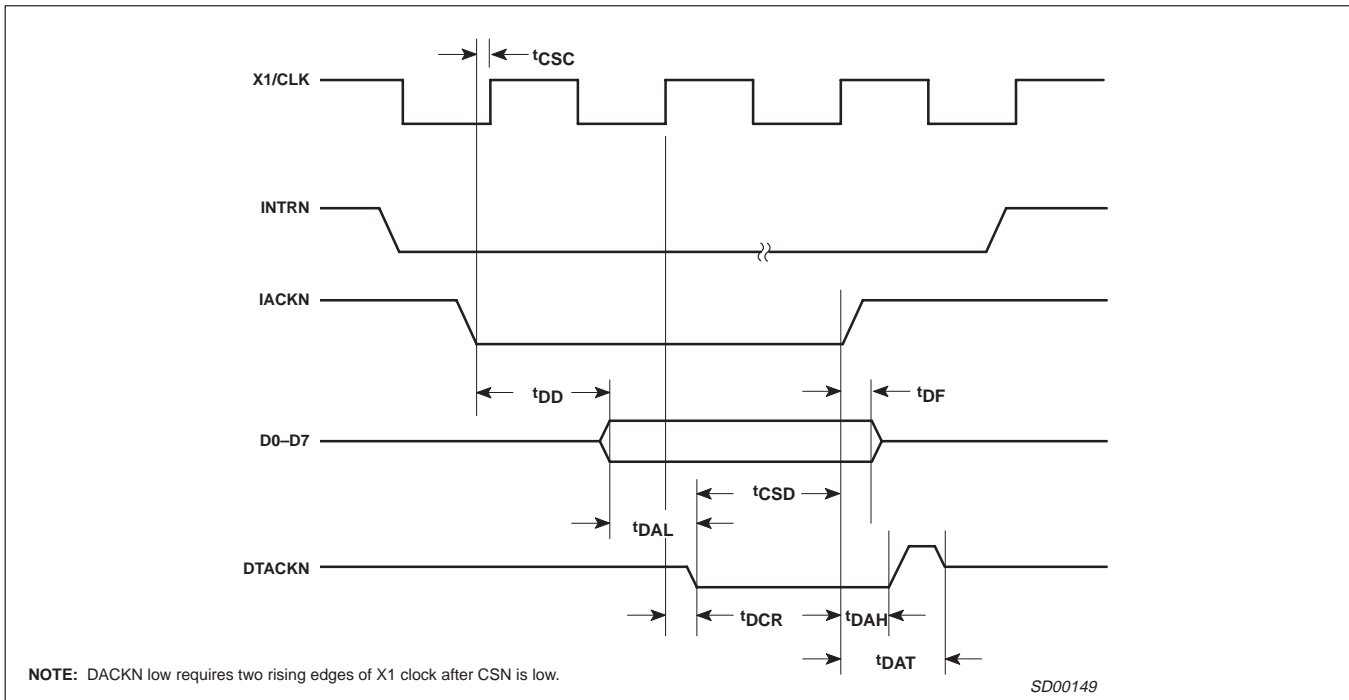 tCSC
X1/CLK
INTRN
IACKN
tDD
tDF
D0–D7
tCSD
tDAL
DTACKN
tDCR
tDAH
tDAT
NOTE: DACKN low requires two rising edges of X1 clock after CSN is low.
SD00149